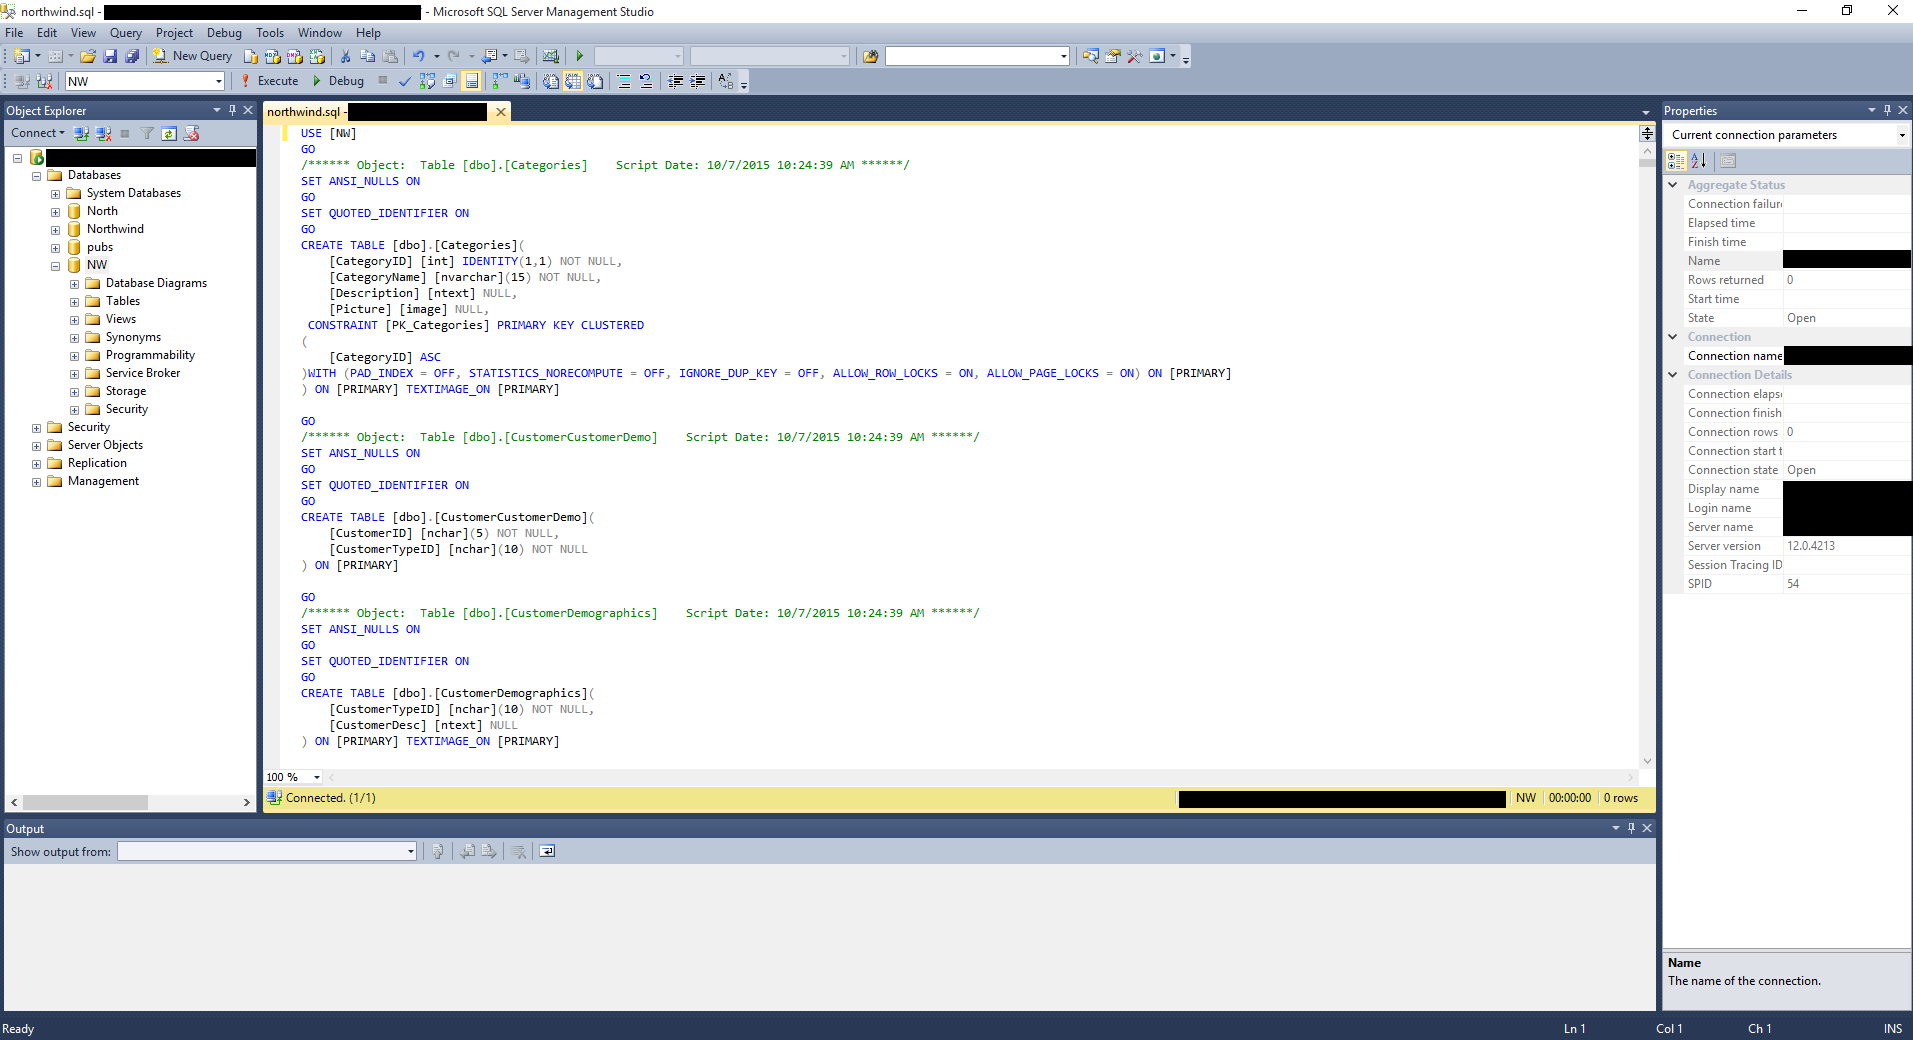 northwind.sql - - Microsoft SQL Server Management Studio
File Edit View Query Project Debug Tools Window Help
New Query
NW Execute Debug
Object Explorer
Connect
Databases
System Databases
North
Northwind
pubs
NW
Database Diagrams
Tables
Views
Synonyms
Programmability
Service Broker
Storage
Security
Security
Server Objects
Replication
Management
northwind.sql -
USE [NW]
GO
/****** Object:  Table [dbo].[Categories]    Script Date: 10/7/2015 10:24:39 AM ******/
SET ANSI_NULLS ON
GO
SET QUOTED_IDENTIFIER ON
GO
CREATE TABLE [dbo].[Categories](
[CategoryID] [int] IDENTITY(1,1) NOT NULL,
[CategoryName] [nvarchar](15) NOT NULL,
[Description] [ntext] NULL,
[Picture] [image] NULL,
CONSTRAINT [PK_Categories] PRIMARY KEY CLUSTERED
(
[CategoryID] ASC
)WITH (PAD_INDEX = OFF, STATISTICS_NORECOMPUTE = OFF, IGNORE_DUP_KEY = OFF, ALLOW_ROW_LOCKS = ON, ALLOW_PAGE_LOCKS = ON) ON [PRIMARY]
) ON [PRIMARY] TEXTIMAGE_ON [PRIMARY]
GO
/****** Object:  Table [dbo].[CustomerCustomerDemo]    Script Date: 10/7/2015 10:24:39 AM ******/
SET ANSI_NULLS ON
GO
SET QUOTED_IDENTIFIER ON
GO
CREATE TABLE [dbo].[CustomerCustomerDemo](
[CustomerID] [nchar](5) NOT NULL,
[CustomerTypeID] [nchar](10) NOT NULL
) ON [PRIMARY]
GO
/****** Object:  Table [dbo].[CustomerDemographics]    Script Date: 10/7/2015 10:24:39 AM ******/
SET ANSI_NULLS ON
GO
SET QUOTED_IDENTIFIER ON
GO
CREATE TABLE [dbo].[CustomerDemographics](
[CustomerTypeID] [nchar](10) NOT NULL,
[CustomerDesc] [ntext] NULL
) ON [PRIMARY] TEXTIMAGE_ON [PRIMARY]
100 %
Connected. (1/1) NW 00:00:00 0 rows
Properties
Current connection parameters
Aggregate Status
Connection failure
Elapsed time
Finish time
Name
Rows returned 0
Start time
State Open
Connection
Connection name
Connection Details
Connection elapse
Connection finish
Connection rows 0
Connection start t
Connection state Open
Display name
Login name
Server name
Server version 12.0.4213
Session Tracing ID
SPID 54
Name
The name of the connection.
Output
Show output from:
Ready Ln 1 Col 1 Ch 1 INS